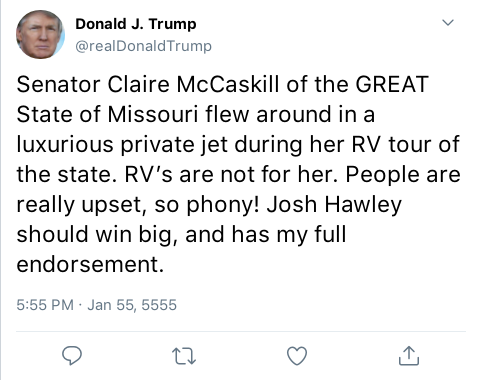 Donald J. Trump
@realDonaldTrump
Senator Claire McCaskill of the GREAT
State of Missouri flew around in a
luxurious private jet during her RV tour of
the state. RV’s are not for her. People are
really upset, so phony! Josh Hawley
should win big, and has my full
endorsement.
5:55 PM · Jan 55, 5555